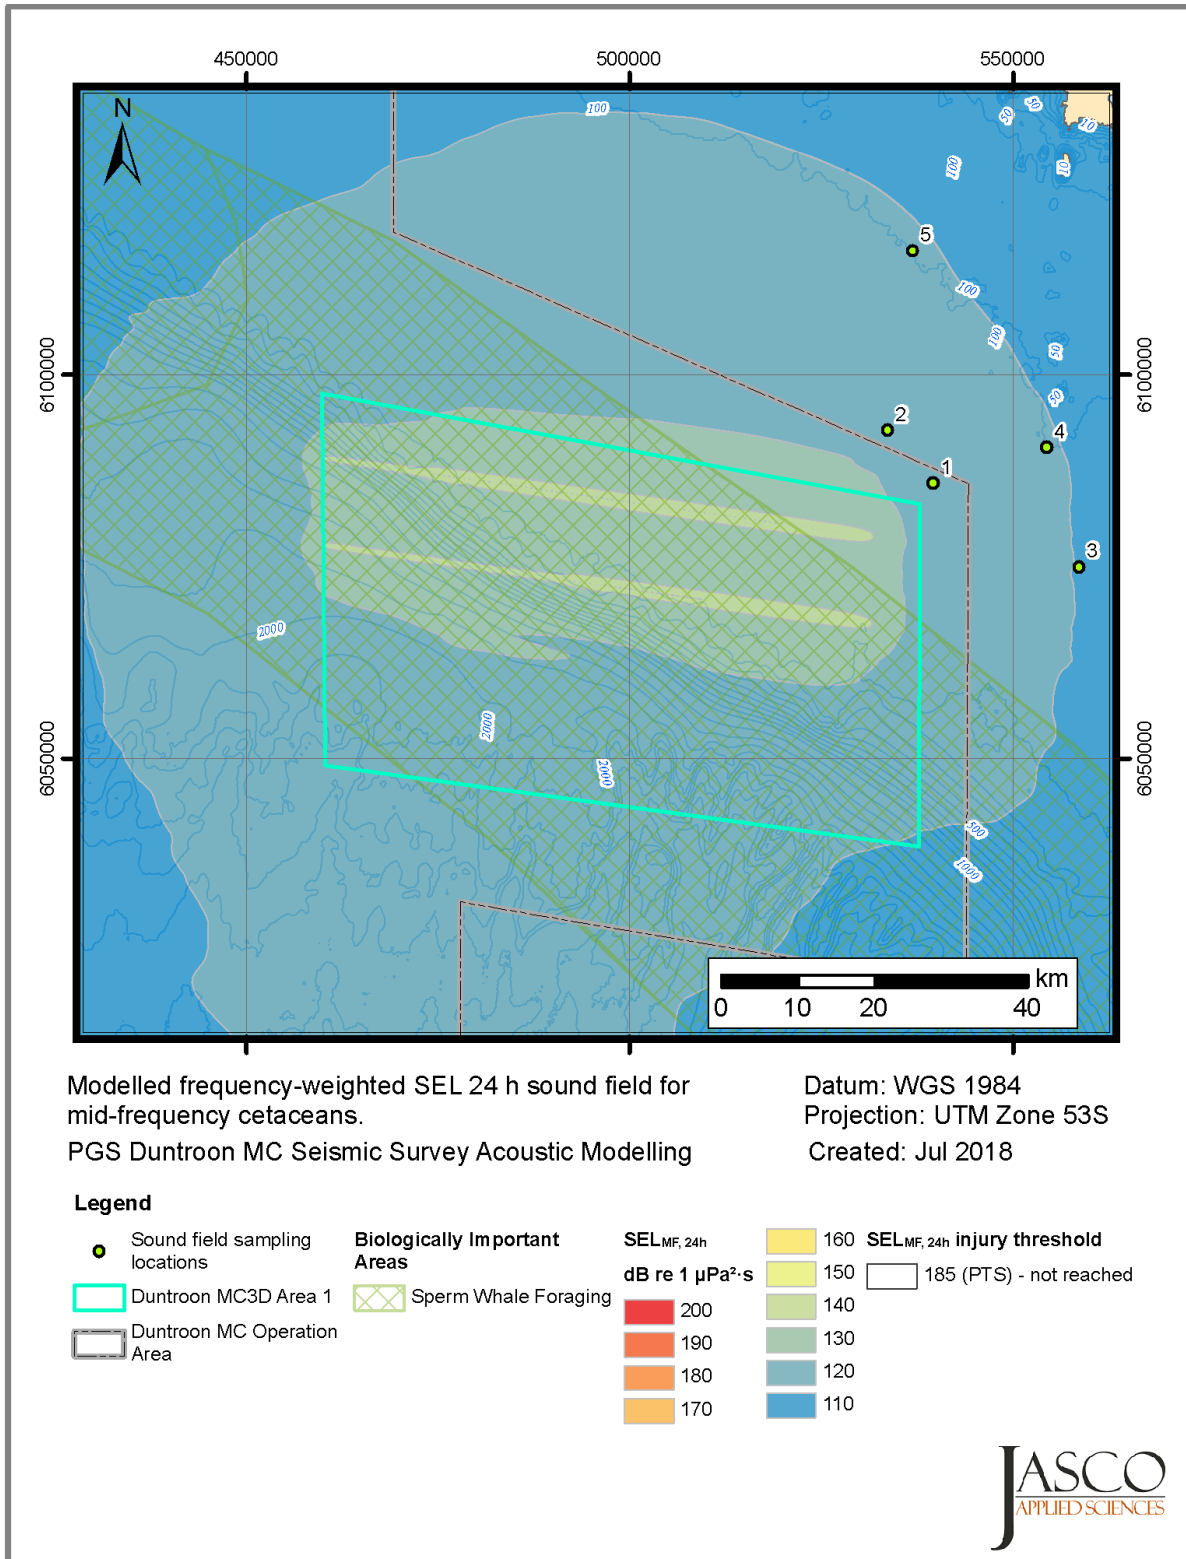 450000
500000
550000
N
100
50
50
10
100
10
5
100
100
50
6100000
6100000
50
2
4
1
3
2000
2000
2000
6050000
6050000
500
1000
km
0 10 20 40
Modelled frequency-weighted SEL 24 h sound field for
mid-frequency cetaceans.
PGS Duntroon MC Seismic Survey Acoustic Modelling
Datum: WGS 1984
Projection: UTM Zone 53S
Created: Jul 2018
Legend
Sound field sampling
locations
Duntroon MC3D Area 1
Duntroon MC Operation
Area
Biologically Important
Areas
Sperm Whale Foraging
SELMF, 24h
dB re 1 µPa²·s
200
190
180
170
160
150
140
130
120
110
SELMF, 24h injury threshold
185 (PTS) - not reached
JASCO
APPLIED SCIENCES